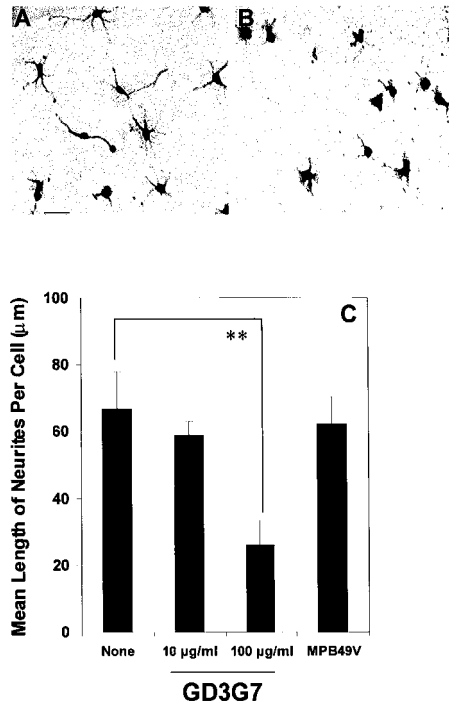 A
B
C
**
Mean Length of Neurites Per Cell (μm)
100
80
60
40
20
0
None
10 μg/ml
100 μg/ml
MPB49V
GD3G7